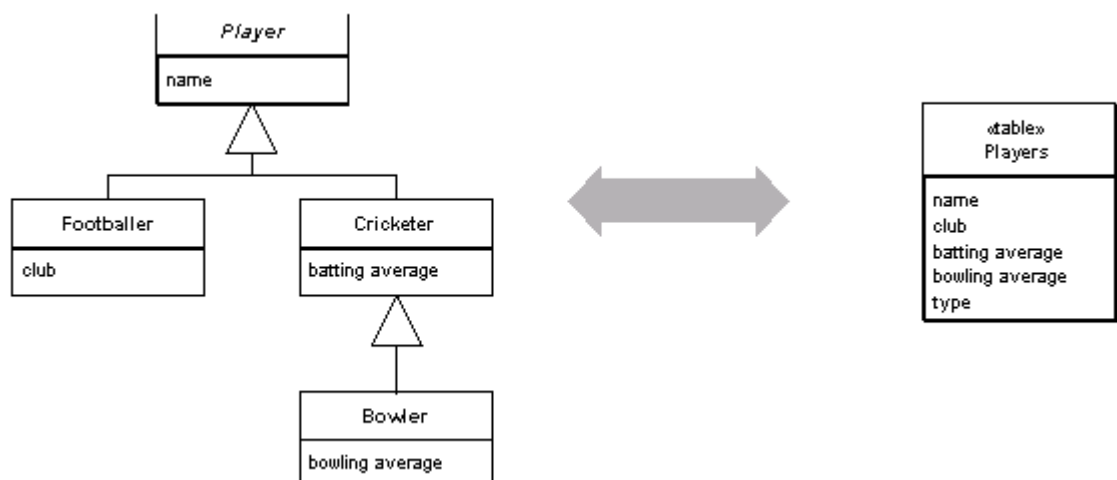 Player
name
Footballer
club
Cricketer
batting average
Bowler
bowling average
«table»
Players
name
club
batting average
bowling average
type